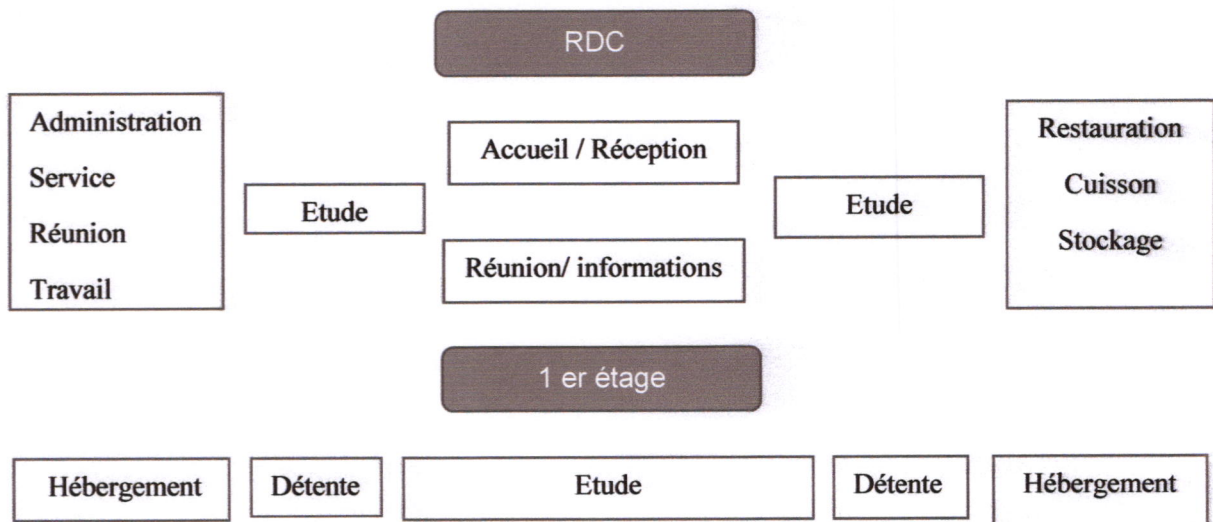 RDC
Administration
Service
Réunion
Travail
Etude
Accueil / Réception
Réunion/ informations
Etude
Restauration
Cuisson
Stockage
1 er étage
Hébergement
Détente
Etude
Détente
Hébergement